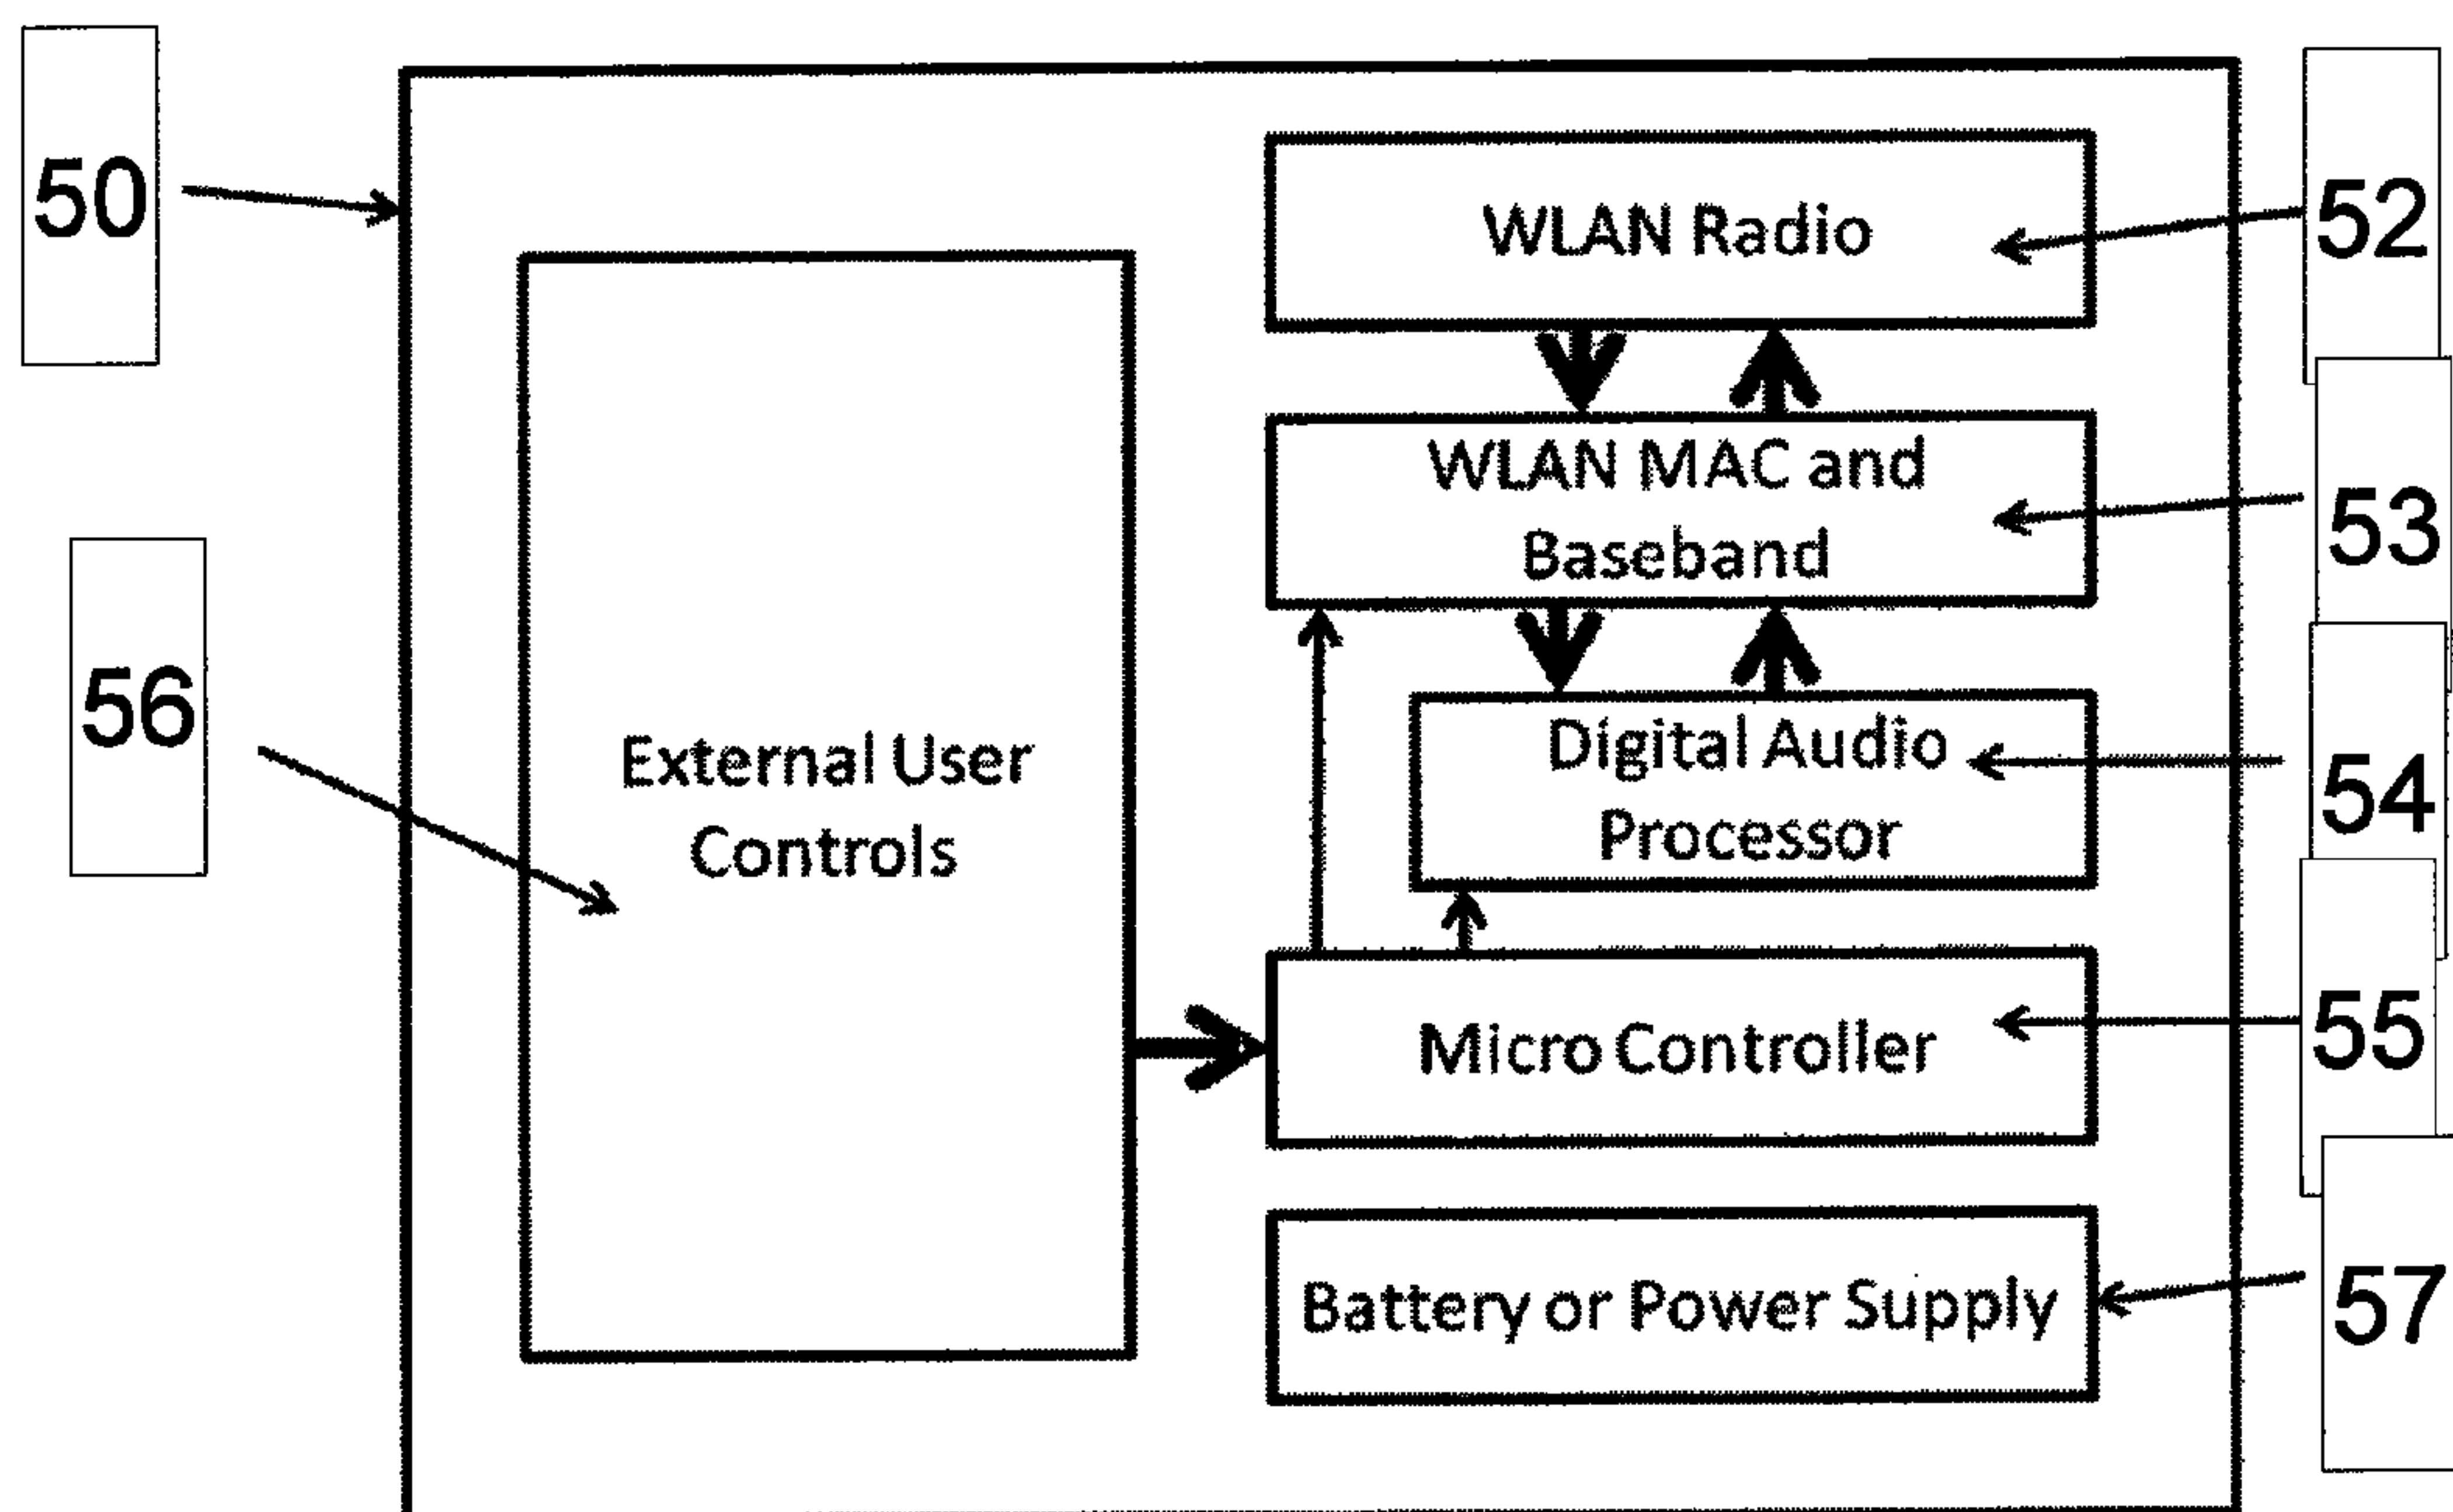 50
52
WLAN Radio
WLAN MAC and
Baseband
53
56
External User
Controls
Digital Audio
Processor
54
Micro Controller
55
Battery or Power Supply
57